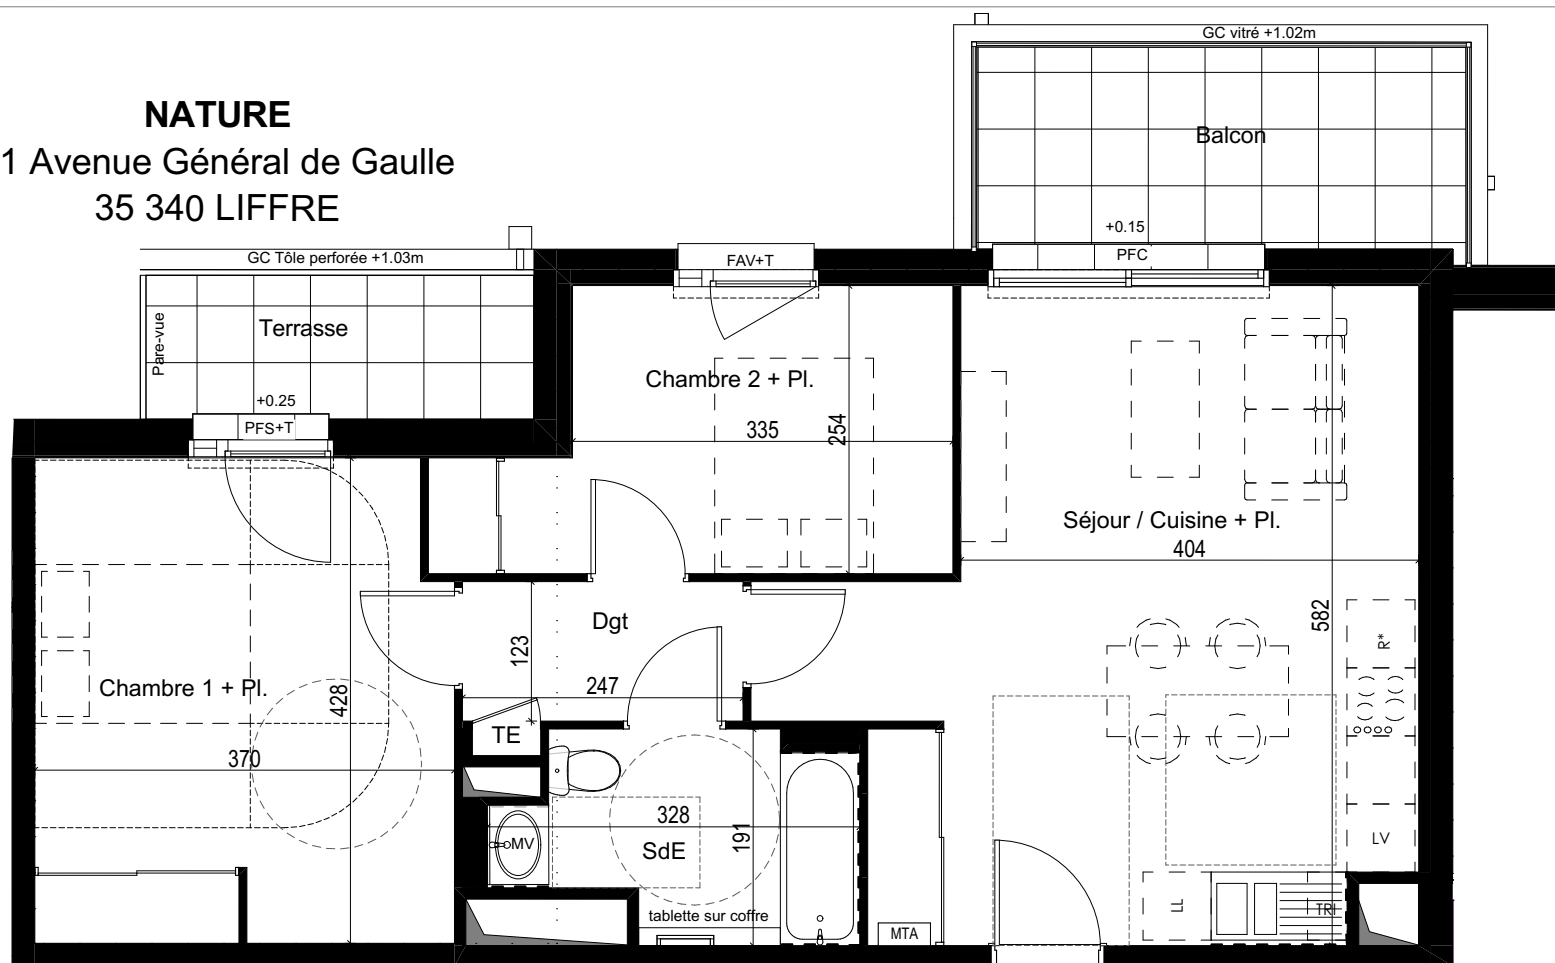 GC vitré +1.02m
NATURE
1 Avenue Général de Gaulle
35 340 LIFFRE
Balcon
+0.15
PFC
GC Tôle perforée +1.03m
FAV+T
Pare-vue
Terrasse
+0.25
PFS+T
Chambre 2 + Pl.
335
254
Séjour / Cuisine + Pl.
404
582
Dgt
123
247
R*
Chambre 1 + Pl.
428
370
TE
328
191
MV
SdE
LV
tablette sur coffre
MTA
LL
TRI